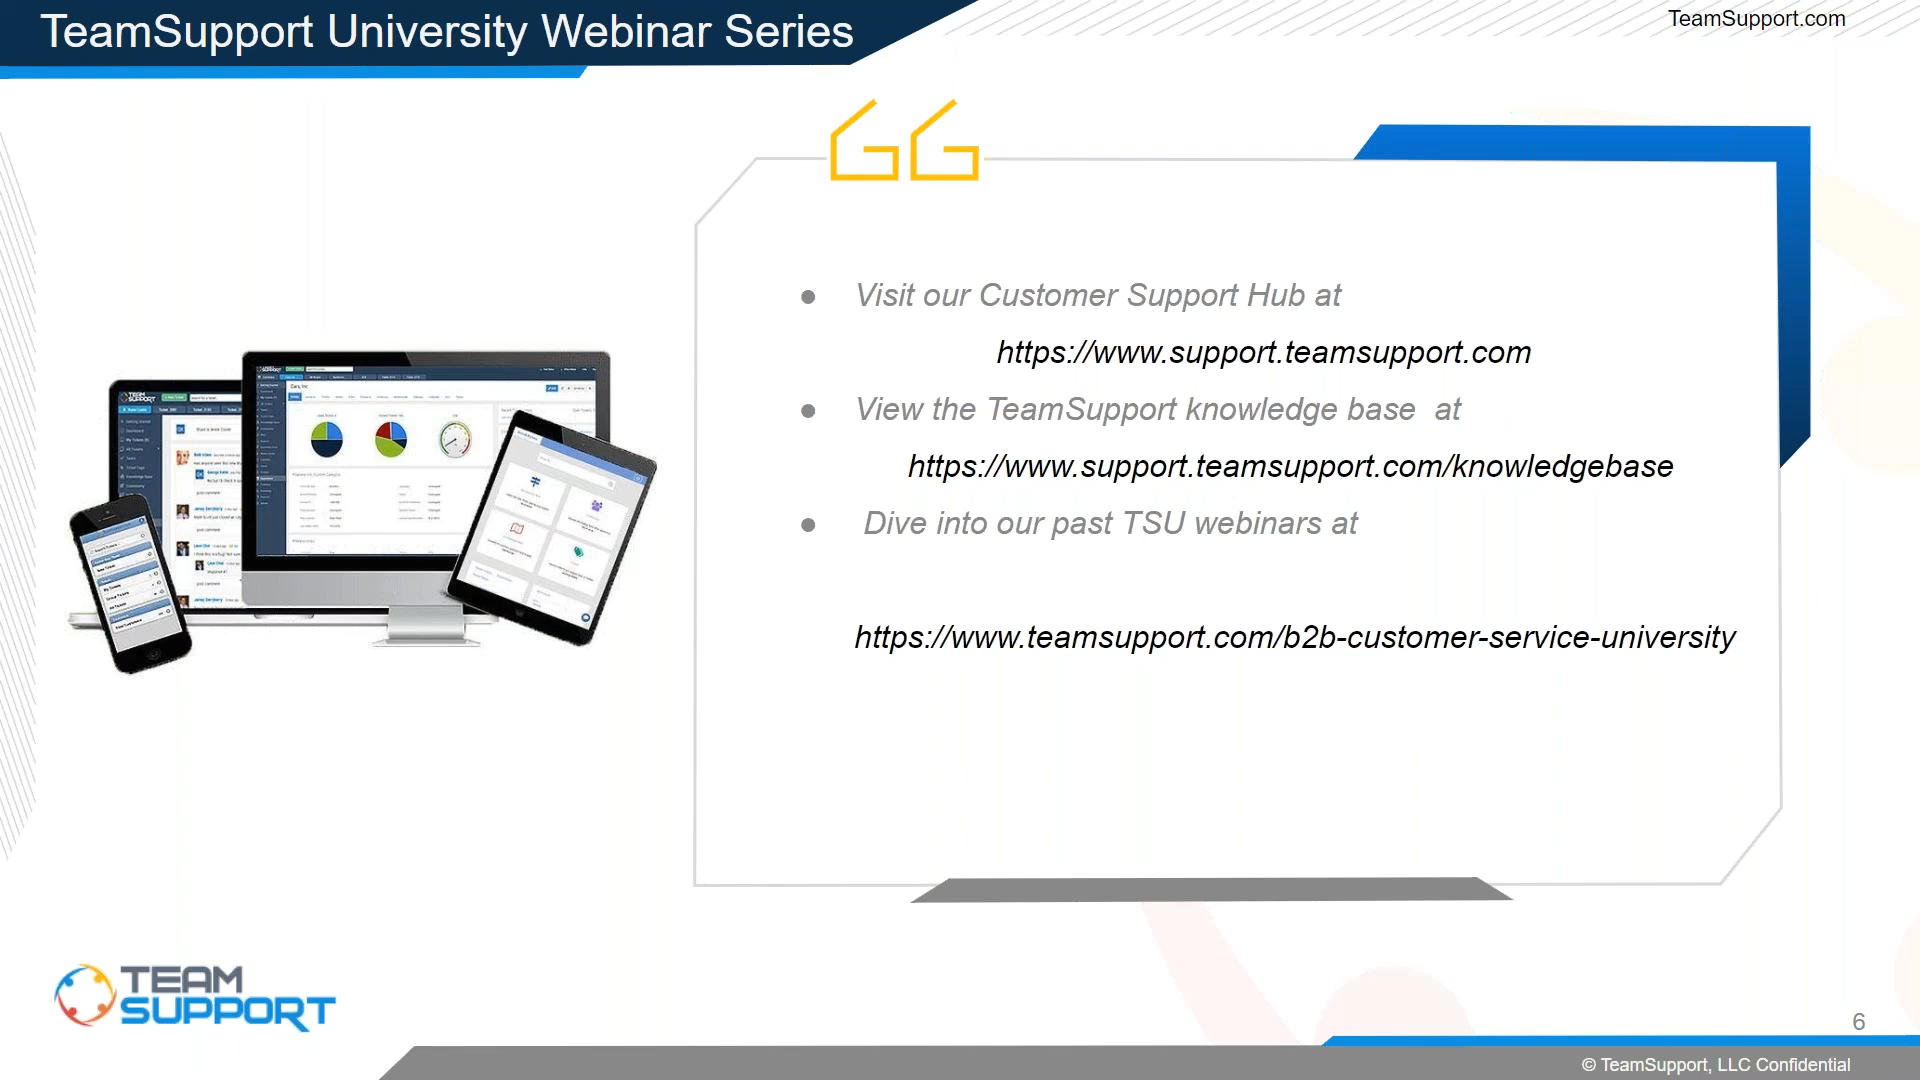 TeamSupport University Webinar Series
TeamSupport.com
● Visit our Customer Support Hub at
https://www.support.teamsupport.com
● View the TeamSupport knowledge base at
https://www.support.teamsupport.com/knowledgebase
● Dive into our past TSU webinars at
https://www.teamsupport.com/b2b-customer-service-university
TEAM
SUPPORT
6
© TeamSupport, LLC Confidential